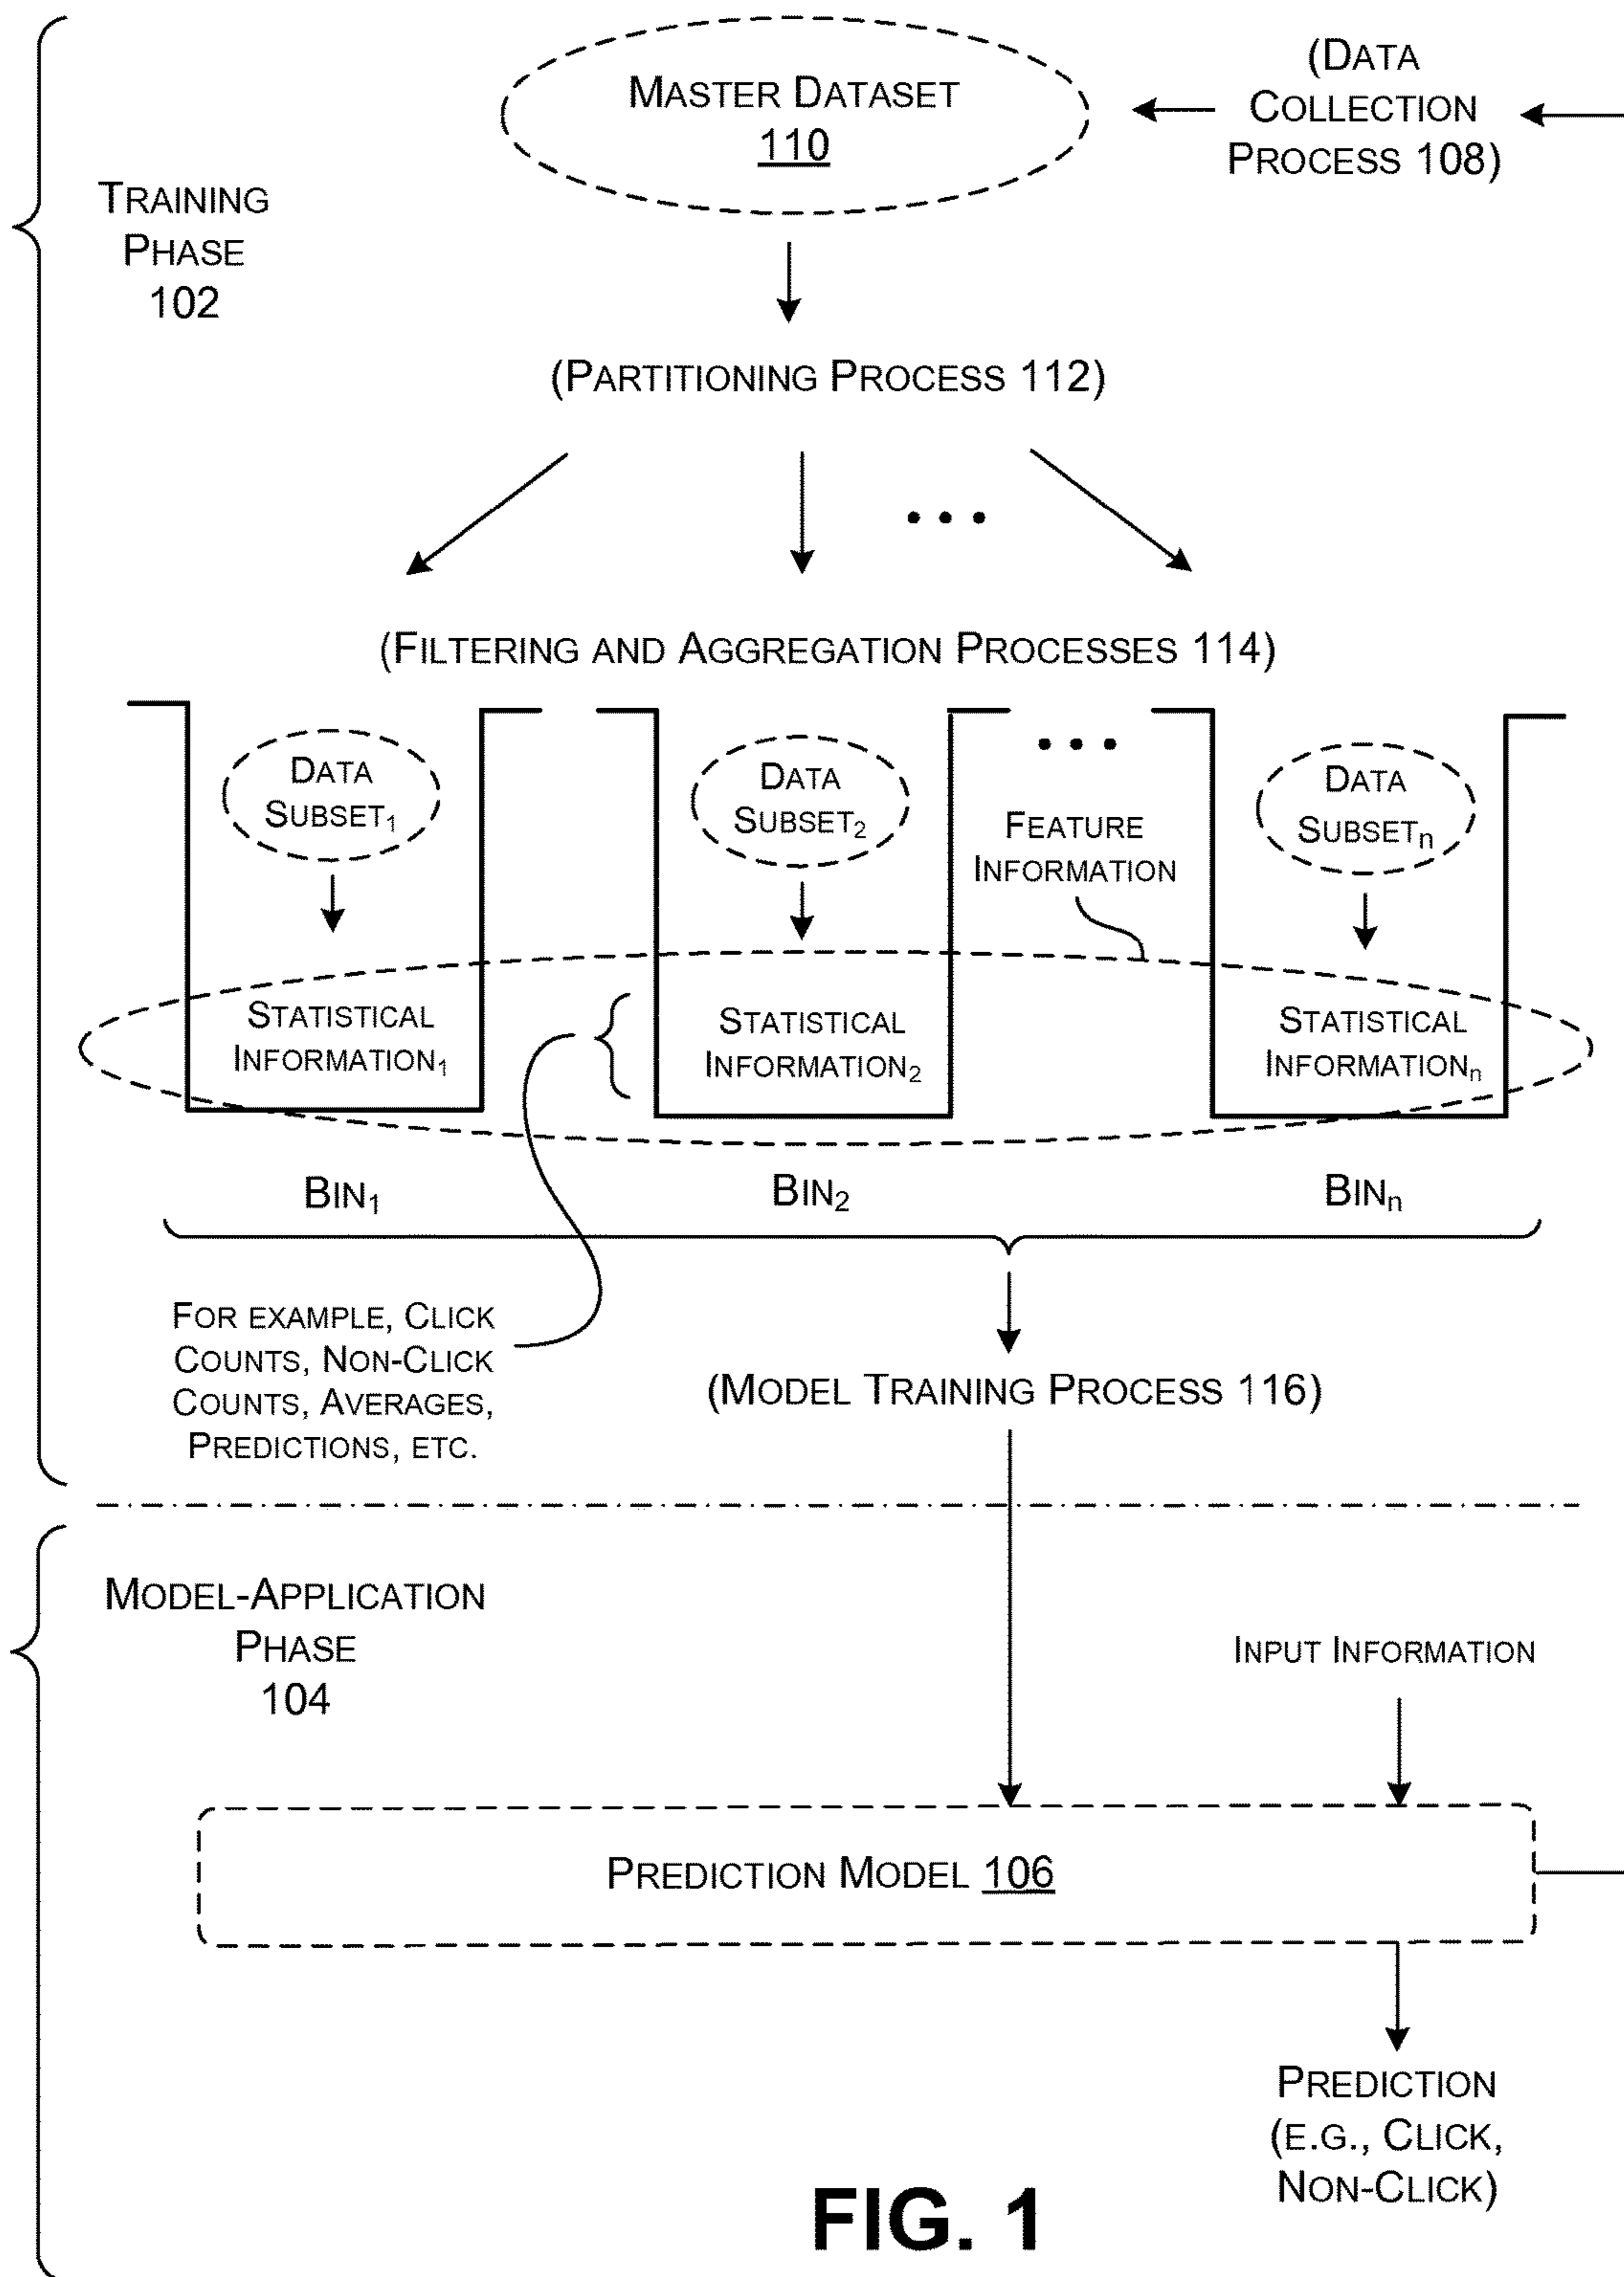 MASTER DATASET
110
(DATA
COLLECTION
PROCESS 108)
TRAINING
PHASE
102
(PARTITIONING PROCESS 112)
• • •
(FILTERING AND AGGREGATION PROCESSES 114)
DATA
SUBSET₁
DATA
SUBSET₂
• • •
FEATURE
INFORMATION
DATA
SUBSETₙ
STATISTICAL
INFORMATION₁
STATISTICAL
INFORMATION₂
STATISTICAL
INFORMATIONₙ
BIN₁
BIN₂
BINₙ
FOR EXAMPLE, CLICK
COUNTS, NON-CLICK
COUNTS, AVERAGES,
PREDICTIONS, ETC.
(MODEL TRAINING PROCESS 116)
MODEL-APPLICATION
PHASE
104
INPUT INFORMATION
PREDICTION MODEL 106
PREDICTION
(E.G., CLICK,
NON-CLICK)
FIG. 1